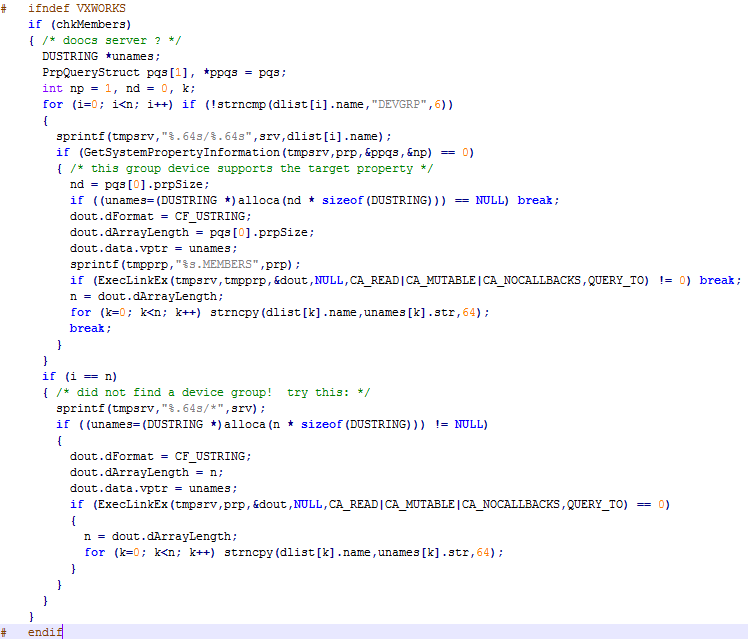 #   ifndef VXWORKS
    if (chkMembers)
    { /* doocs server ? */
      DUSTRING *unames;
      PrpQueryStruct pqs[1], *ppqs = pqs;
      int np = 1, nd = 0, k;
      for (i=0; i<n; i++) if (!strncmp(dlist[i].name,"DEVGRP",6))
      {
        sprintf(tmpsrv,"%.64s/%.64s",srv,dlist[i].name);
        if (GetSystemPropertyInformation(tmpsrv,prp,&ppqs,&np) == 0)
        { /* this group device supports the target property */
          nd = pqs[0].prpSize;
          if ((unames=(DUSTRING *)alloca(nd * sizeof(DUSTRING))) == NULL) break;
          dout.dFormat = CF_USTRING;
          dout.dArrayLength = pqs[0].prpSize;
          dout.data.vptr = unames;
          sprintf(tmpprp,"%s.MEMBERS",prp);
          if (ExecLinkEx(tmpsrv,tmpprp,&dout,NULL,CA_READ|CA_MUTABLE|CA_NOCALLBACKS,QUERY_TO) != 0) break;
          n = dout.dArrayLength;
          for (k=0; k<n; k++) strncpy(dlist[k].name,unames[k].str,64);
          break;
        }
      }
      if (i == n)
      { /* did not find a device group!  try this: */
        sprintf(tmpsrv,"%.64s/*",srv);
        if ((unames=(DUSTRING *)alloca(n * sizeof(DUSTRING))) != NULL)
        {
          dout.dFormat = CF_USTRING;
          dout.dArrayLength = n;
          dout.data.vptr = unames;
          if (ExecLinkEx(tmpsrv,prp,&dout,NULL,CA_READ|CA_MUTABLE|CA_NOCALLBACKS,QUERY_TO) == 0)
          {
            n = dout.dArrayLength;
            for (k=0; k<n; k++) strncpy(dlist[k].name,unames[k].str,64);
          }
        }
      }
    }
#   endif